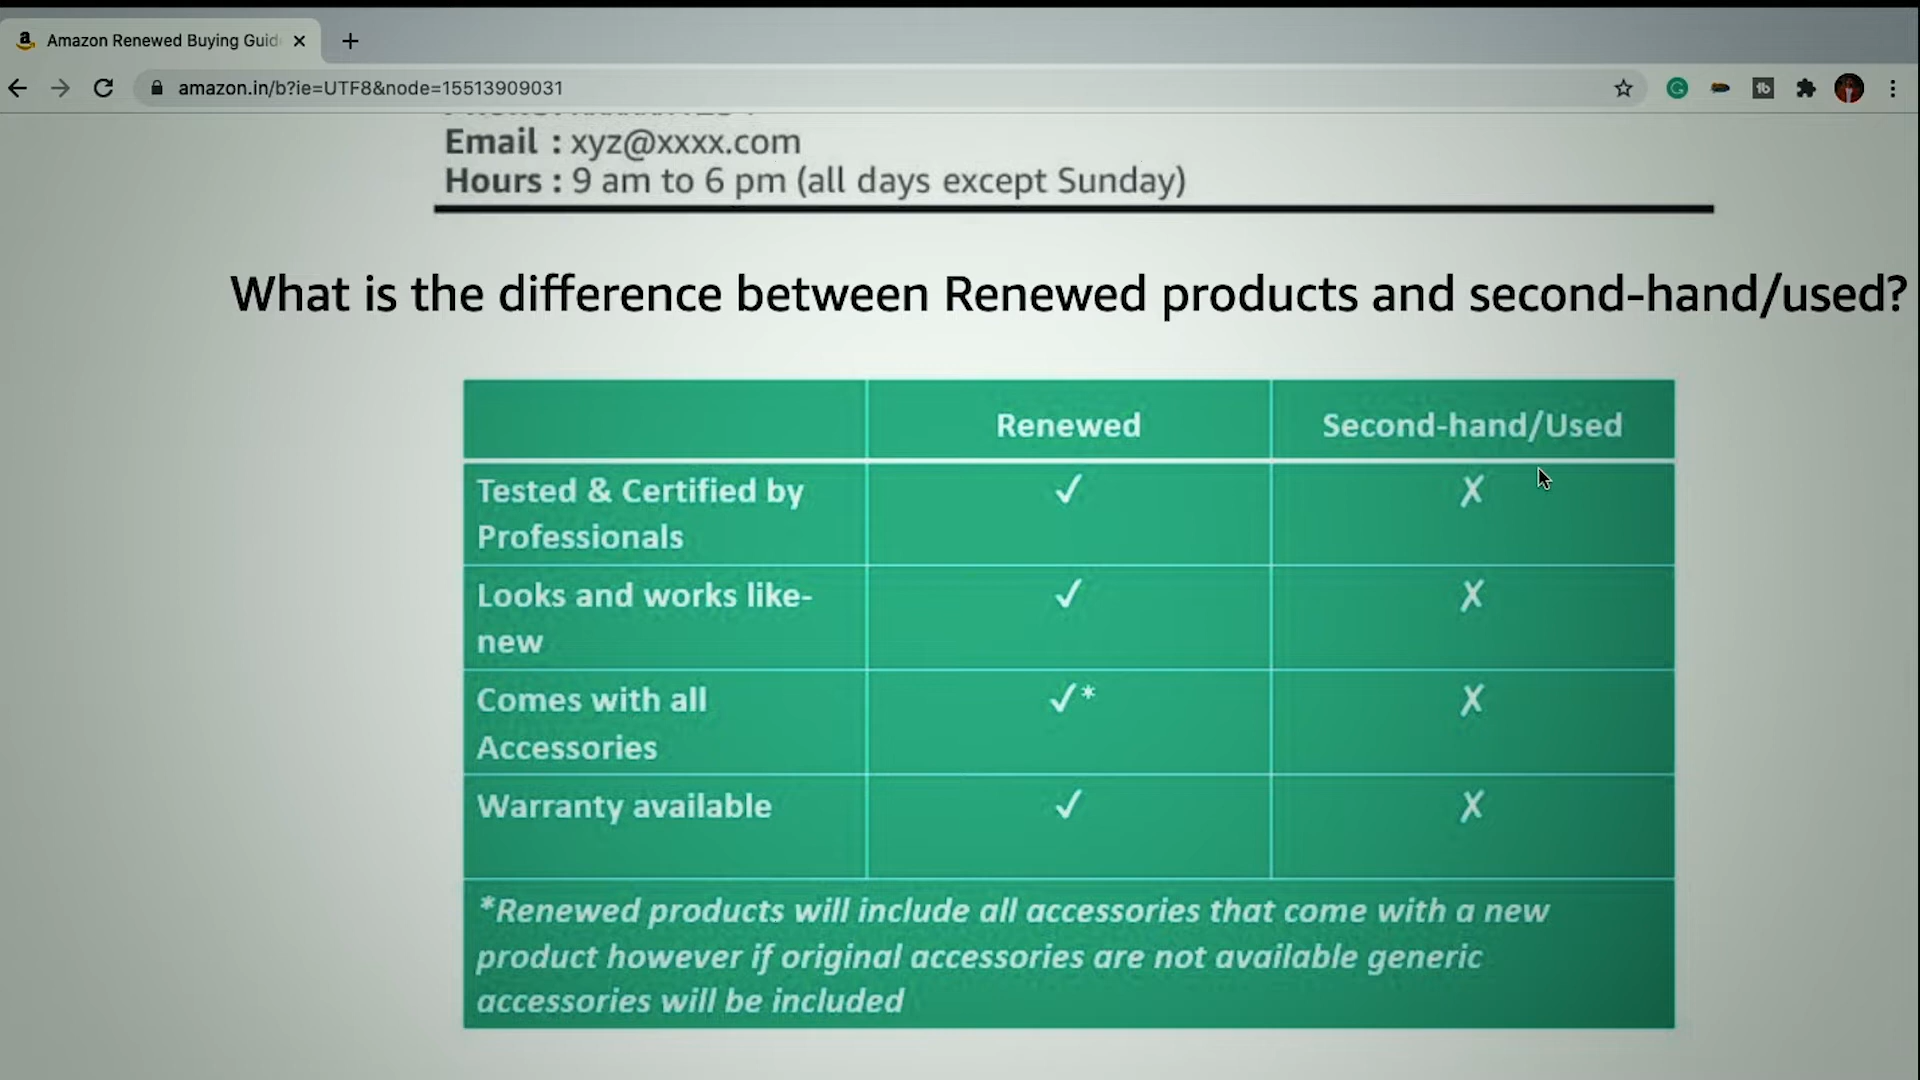 Amazon Renewed Buying Guid
amazon.in/b?ie=UTF8&node=15513909031
Email : xyz@xxxx.com
Hours : 9 am to 6 pm (all days except Sunday)
What is the difference between Renewed products and second-hand/used?
Renewed Second-hand/Used
Tested & Certified by ✓ ✗
Professionals
Looks and works like- ✓ ✗
new
Comes with all ✓* ✗
Accessories
Warranty available ✓ ✗
*Renewed products will include all accessories that come with a new
product however if original accessories are not available generic
accessories will be included